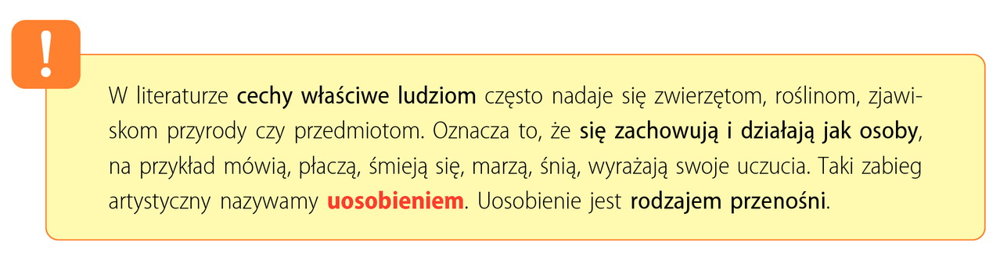 !
W literaturze cechy właściwe ludziom często nadaje się zwierzętom, roślinom, zjawi-
skom przyrody czy przedmiotom. Oznacza to, że się zachowują i działają jak osoby,
na przykład mówią, płaczą, śmieją się, marzą, śnią, wyrażają swoje uczucia. Taki zabieg
artystyczny nazywamy uosobieniem. Uosobienie jest rodzajem przenośni.